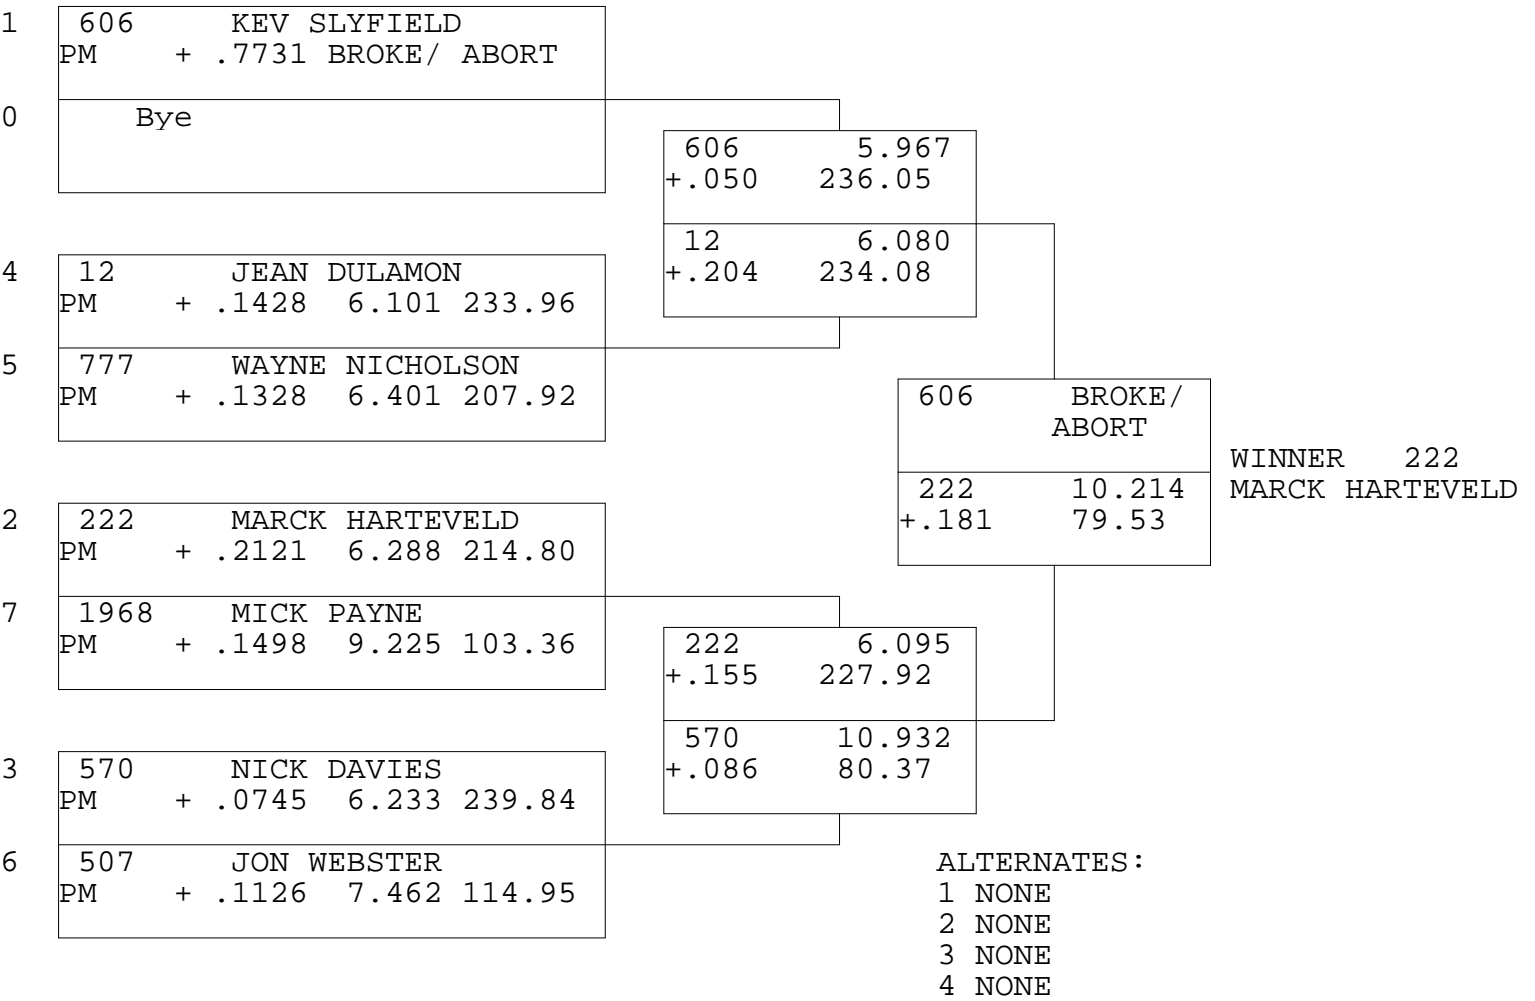 1 606 KEV SLYFIELD
PM + .7731 BROKE/ ABORT
0 Bye
4 12 JEAN DULAMON
PM + .1428 6.101 233.96
5 777 WAYNE NICHOLSON
PM + .1328 6.401 207.92
2 222 MARCK HARTEVELD
PM + .2121 6.288 214.80
7 1968 MICK PAYNE
PM + .1498 9.225 103.36
3 570 NICK DAVIES
PM + .0745 6.233 239.84
6 507 JON WEBSTER
PM + .1126 7.462 114.95
606 5.967
+.050 236.05
12 6.080
+.204 234.08
222 6.095
+.155 227.92
570 10.932
+.086 80.37
606 BROKE/
ABORT
222 10.214
+.181 79.53
WINNER 222
MARCK HARTEVELD
ALTERNATES:
1 NONE
2 NONE
3 NONE
4 NONE